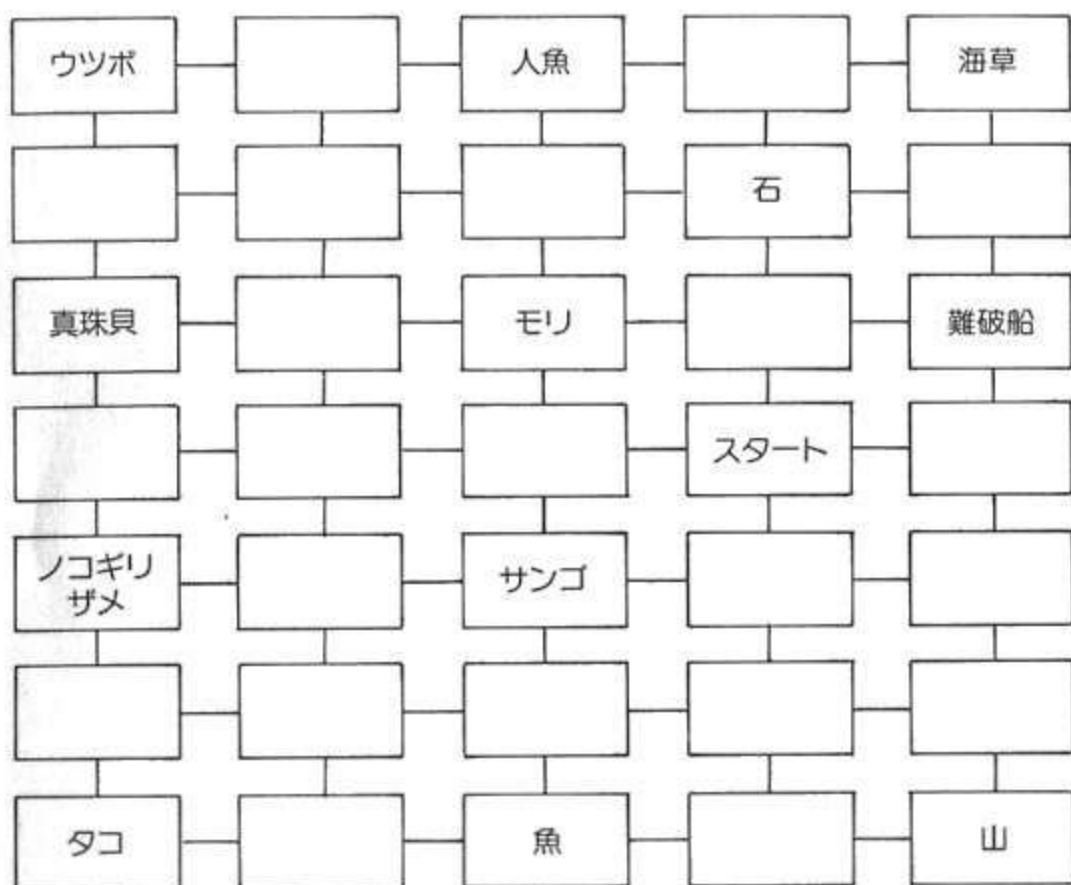 ウツボ
人魚
海草
石
真珠貝
モリ
難破船
スタート
ノコギリ
ザメ
サンゴ
タコ
魚
山